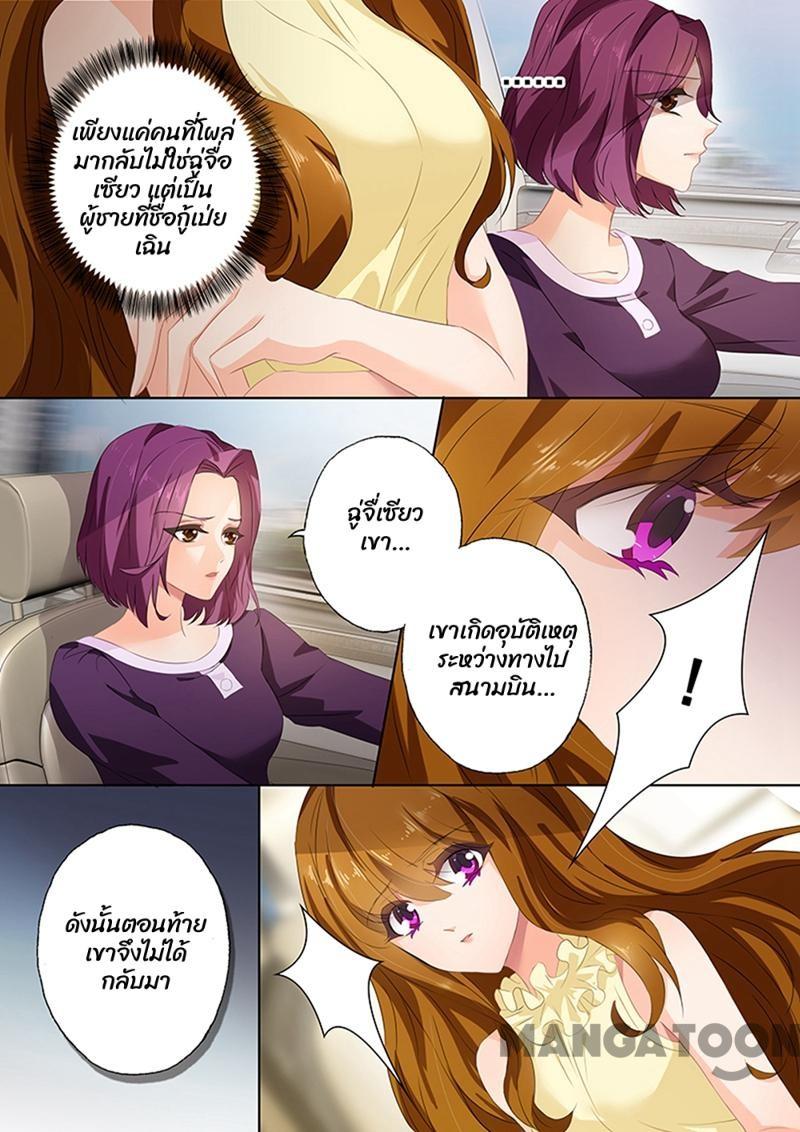 เพียงแค่คนที่โผล่
มากลับไม่ใช่ฉู่จื่อ
เซียว แต่เป็น
ผู้ชายที่ชื่อกู้เป่ย
เฉิน
ฉู่จื่เซียว
เขา...
เขาเกิดอุบัติเหตุ
ระหว่างทางไป
สนามบิน...
!
ดังนั้นตอนท้าย
เขาจึงไม่ได้
กลับมา
MANGATOON